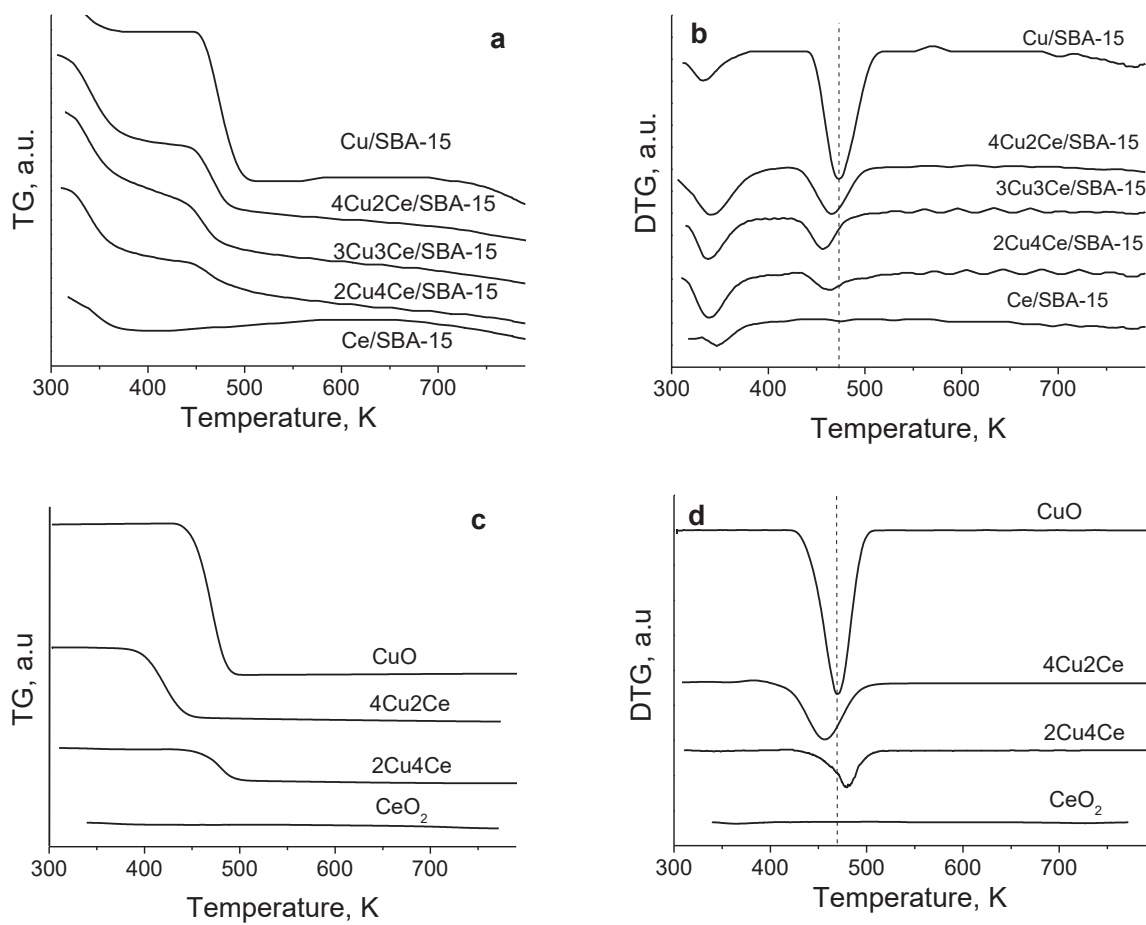 a
TG, a.u.
Cu/SBA-15
4Cu2Ce/SBA-15
3Cu3Ce/SBA-15
2Cu4Ce/SBA-15
Ce/SBA-15
300 400 500 600 700
Temperature, K
b
DTG, a.u.
Cu/SBA-15
4Cu2Ce/SBA-15
3Cu3Ce/SBA-15
2Cu4Ce/SBA-15
Ce/SBA-15
300 400 500 600 700
Temperature, K
c
TG, a.u
CuO
4Cu2Ce
2Cu4Ce
CeO2
300 400 500 600 700
Temperature, K
d
DTG, a.u
CuO
4Cu2Ce
2Cu4Ce
CeO2
300 400 500 600 700
Temperature, K